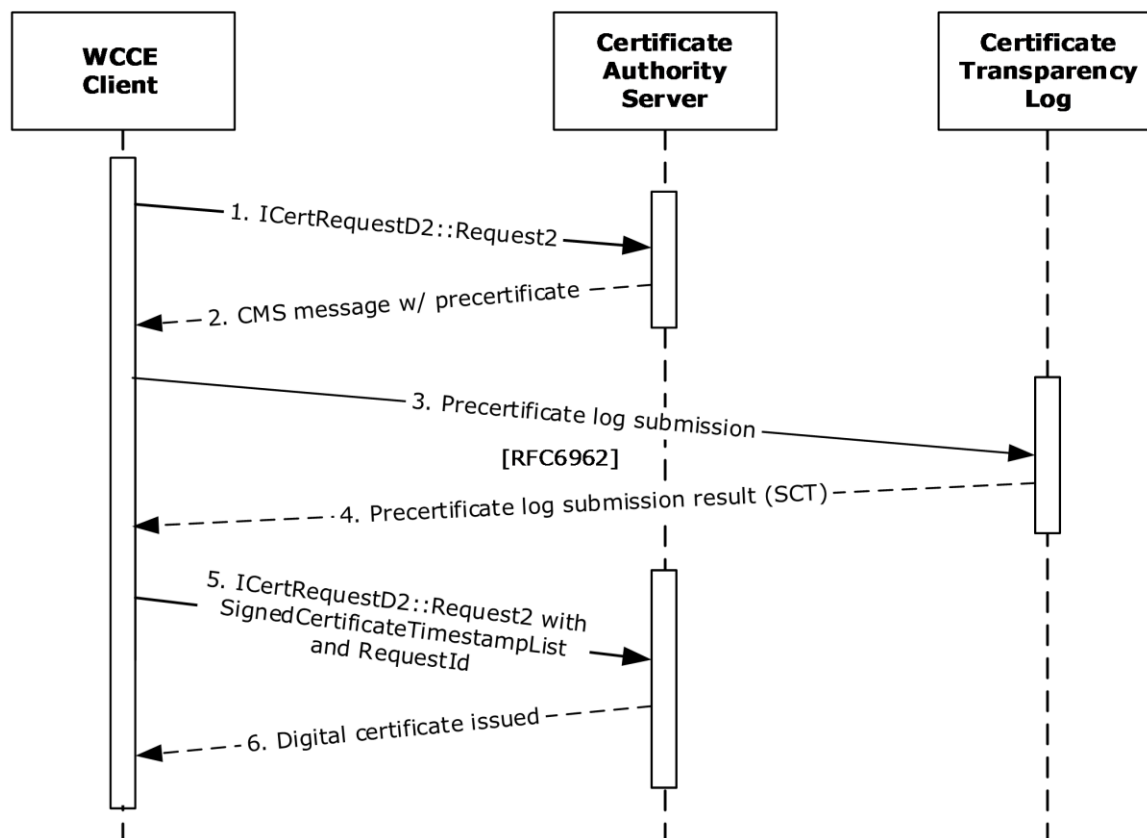 WCCE
Client
Certificate
Authority
Server
Certificate
Transparency
Log
1. ICertRequestD2::Request2
2. CMS message w/ precertificate
3. Precertificate log submission
[RFC6962]
4. Precertificate log submission result (SCT)
5. ICertRequestD2::Request2 with
SignedCertificateTimestampList
and RequestId
6. Digital certificate issued